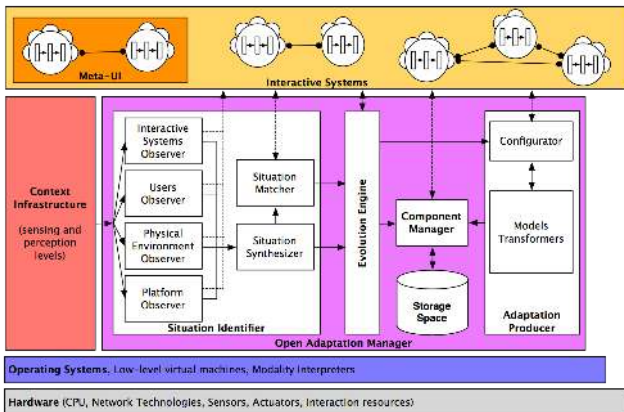 Meta-UI
Interactive Systems
Context
Infrastructure
(sensing and
perception
levels)
Interactive
Systems
Observer
Users
Observer
Physical
Environment
Observer
Platform
Observer
Situation
Matcher
Situation
Synthesizer
Situation Identifier
Evolution Engine
Component
Manager
Storage
Space
Configurator
Models
Transformers
Adaptation
Producer
Open Adaptation Manager
Operating Systems, Low-level virtual machines, Modality Interpreters
Hardware (CPU, Network Technologies, Sensors, Actuators, Interaction resources)